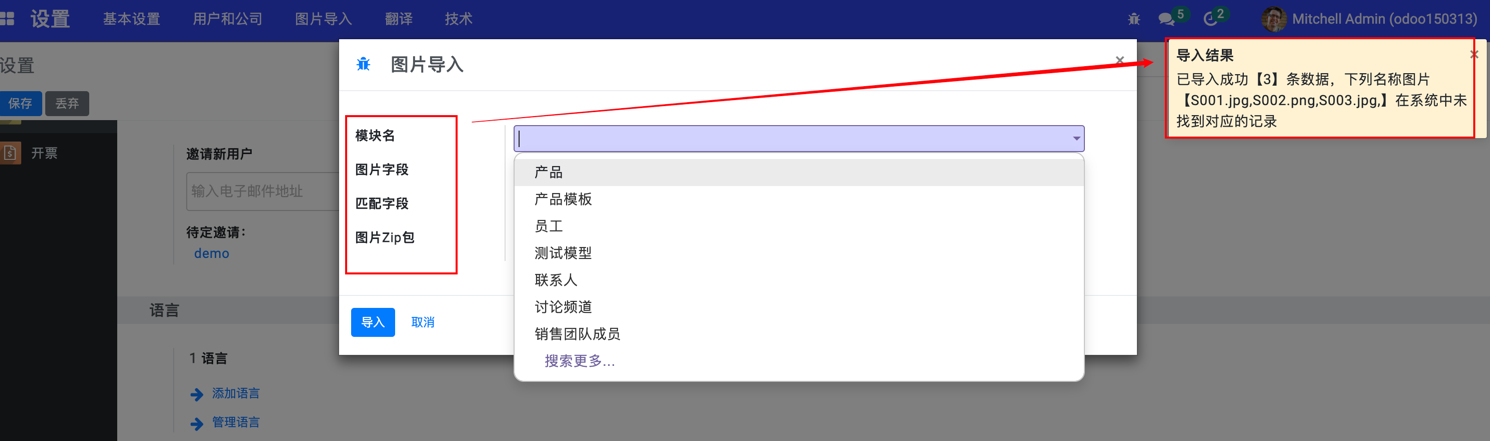 设置 基本设置 用户和公司 图片导入 翻译 技术 5 2 Mitchell Admin (odoo150313)
设置
保存 丢弃
开票
邀请新用户
输入电子邮件地址
待定邀请：
demo
语言
1 语言
添加语言
管理语言
图片导入 ×
模块名
图片字段
匹配字段
图片Zip包
产品
产品模板
员工
测试模型
联系人
讨论频道
销售团队成员
搜索更多...
导入 取消
导入结果 ×
已导入成功【3】条数据，下列名称图片
【S001.jpg,S002.png,S003.jpg,】在系统中未
找到对应的记录